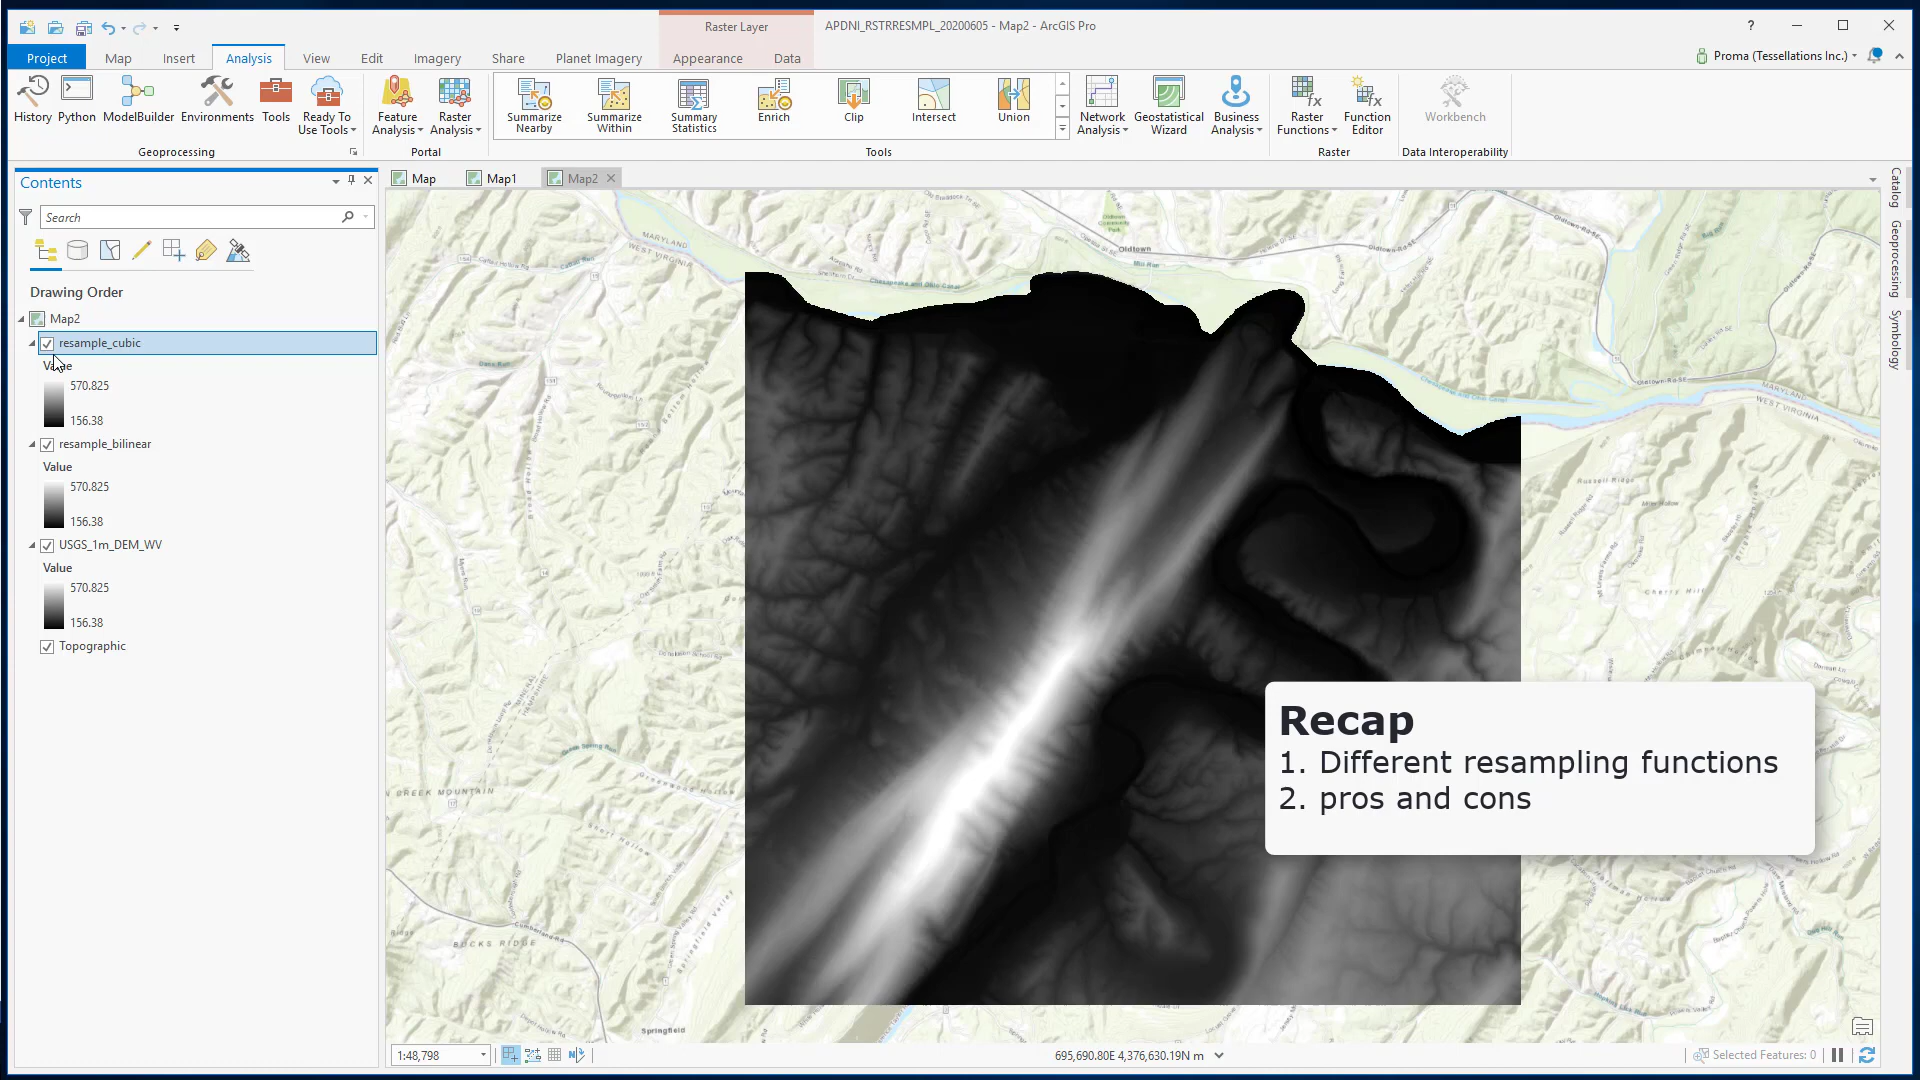 Raster Layer
APDNI_RSTRRESMPL_20200605 - Map2 - ArcGIS Pro
?
Project Map Insert Analysis View Edit Imagery Share Planet Imagery Appearance Data
Proma (Tessellations Inc.)
History
Python
ModelBuilder
Environments
Tools
Ready To
Use Tools
Geoprocessing
Feature
Analysis
Raster
Analysis
Portal
Summarize
Nearby
Summarize
Within
Summary
Statistics
Enrich
Clip
Intersect
Union
Tools
Network
Analysis
Geostatistical
Wizard
Business
Analysis
Raster
Functions
Function
Editor
Raster
Workbench
Data Interoperability
Contents
Search
Drawing Order
Map2
resample_cubic
Value
570.825
156.38
resample_bilinear
Value
570.825
156.38
USGS_1m_DEM_WV
Value
570.825
156.38
Topographic
Map
Map1
Map2
MARYLAND
WEST VIRGINIA
Oldtown
MARYLAND
WEST VIRGINIA
BUCKS RIDGE
Springfield
Recap
1. Different resampling functions
2. pros and cons
Catalog
Geoprocessing
Symbology
1:48,798
695,690.80E 4,376,630.19N m
Selected Features: 0